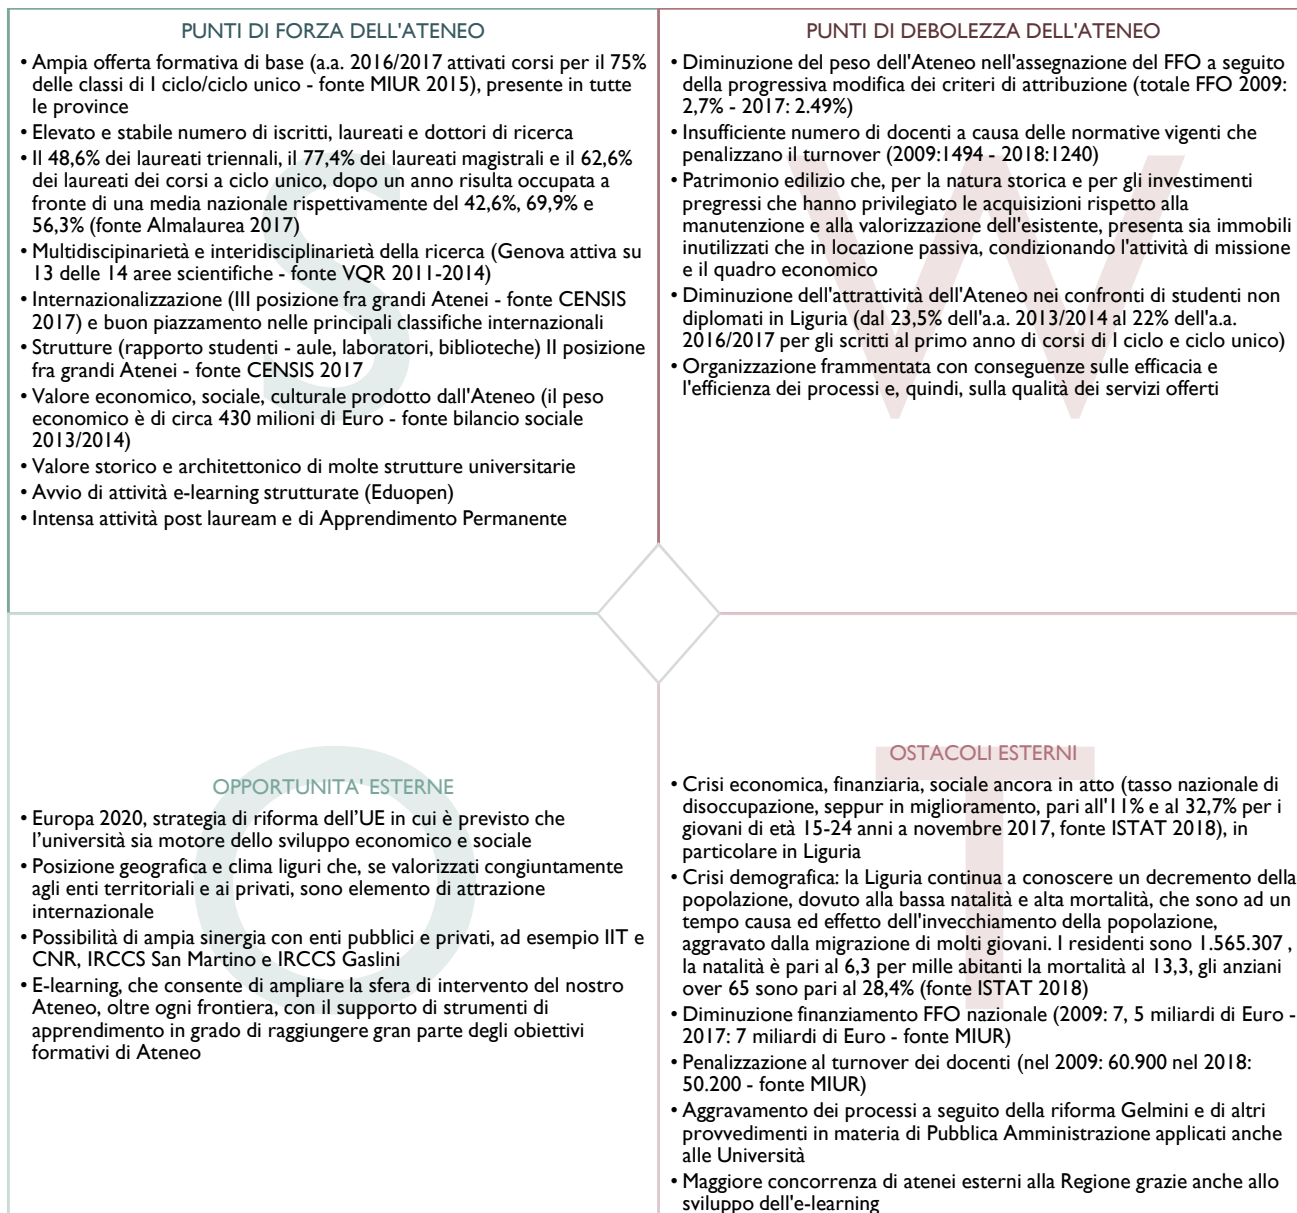 PUNTI DI FORZA DELL'ATENEO
• Ampia offerta formativa di base (a.a. 2016/2017 attivati corsi per il 75%
delle classi di I ciclo/ciclo unico - fonte MIUR 2015), presente in tutte
le province
• Elevato e stabile numero di iscritti, laureati e dottori di ricerca
• Il 48,6% dei laureati triennali, il 77,4% dei laureati magistrali e il 62,6%
dei laureati dei corsi a ciclo unico, dopo un anno risulta occupata a
fronte di una media nazionale rispettivamente del 42,6%, 69,9% e
56,3% (fonte Almalaurea 2017)
• Multidiscipinarietà e interidisciplinarietà della ricerca (Genova attiva su
13 delle 14 aree scientifiche - fonte VQR 2011-2014)
• Internazionalizzazione (III posizione fra grandi Atenei - fonte CENSIS
2017) e buon piazzamento nelle principali classifiche internazionali
• Strutture (rapporto studenti - aule, laboratori, biblioteche) II posizione
fra grandi Atenei - fonte CENSIS 2017
• Valore economico, sociale, culturale prodotto dall'Ateneo (il peso
economico è di circa 430 milioni di Euro - fonte bilancio sociale
2013/2014)
• Valore storico e architettonico di molte strutture universitarie
• Avvio di attività e-learning strutturate (Eduopen)
• Intensa attività post lauream e di Apprendimento Permanente
S
PUNTI DI DEBOLEZZA DELL'ATENEO
• Diminuzione del peso dell'Ateneo nell'assegnazione del FFO a seguito
della progressiva modifica dei criteri di attribuzione (totale FFO 2009:
2,7% - 2017: 2.49%)
• Insufficiente numero di docenti a causa delle normative vigenti che
penalizzano il turnover (2009:1494 - 2018:1240)
• Patrimonio edilizio che, per la natura storica e per gli investimenti
pregressi che hanno privilegiato le acquisizioni rispetto alla
manutenzione e alla valorizzazione dell'esistente, presenta sia immobili
inutilizzati che in locazione passiva, condizionando l'attività di missione
e il quadro economico
• Diminuzione dell'attrattività dell'Ateneo nei confronti di studenti non
diplomati in Liguria (dal 23,5% dell'a.a. 2013/2014 al 22% dell'a.a.
2016/2017 per gli scritti al primo anno di corsi di I ciclo e ciclo unico)
• Organizzazione frammentata con conseguenze sulle efficacia e
l'efficienza dei processi e, quindi, sulla qualità dei servizi offerti
W
OPPORTUNITA' ESTERNE
• Europa 2020, strategia di riforma dell’UE in cui è previsto che
l’università sia motore dello sviluppo economico e sociale
• Posizione geografica e clima liguri che, se valorizzati congiuntamente
agli enti territoriali e ai privati, sono elemento di attrazione
internazionale
• Possibilità di ampia sinergia con enti pubblici e privati, ad esempio IIT e
CNR, IRCCS San Martino e IRCCS Gaslini
• E-learning, che consente di ampliare la sfera di intervento del nostro
Ateneo, oltre ogni frontiera, con il supporto di strumenti di
apprendimento in grado di raggiungere gran parte degli obiettivi
formativi di Ateneo
O
OSTACOLI ESTERNI
• Crisi economica, finanziaria, sociale ancora in atto (tasso nazionale di
disoccupazione, seppur in miglioramento, pari all'11% e al 32,7% per i
giovani di età 15-24 anni a novembre 2017, fonte ISTAT 2018), in
particolare in Liguria
• Crisi demografica: la Liguria continua a conoscere un decremento della
popolazione, dovuto alla bassa natalità e alta mortalità, che sono ad un
tempo causa ed effetto dell'invecchiamento della popolazione,
aggravato dalla migrazione di molti giovani. I residenti sono 1.565.307 ,
la natalità è pari al 6,3 per mille abitanti la mortalità al 13,3, gli anziani
over 65 sono pari al 28,4% (fonte ISTAT 2018)
• Diminuzione finanziamento FFO nazionale (2009: 7, 5 miliardi di Euro -
2017: 7 miliardi di Euro - fonte MIUR)
• Penalizzazione al turnover dei docenti (nel 2009: 60.900 nel 2018:
50.200 - fonte MIUR)
• Aggravamento dei processi a seguito della riforma Gelmini e di altri
provvedimenti in materia di Pubblica Amministrazione applicati anche
alle Università
• Maggiore concorrenza di atenei esterni alla Regione grazie anche allo
sviluppo dell'e-learning
T